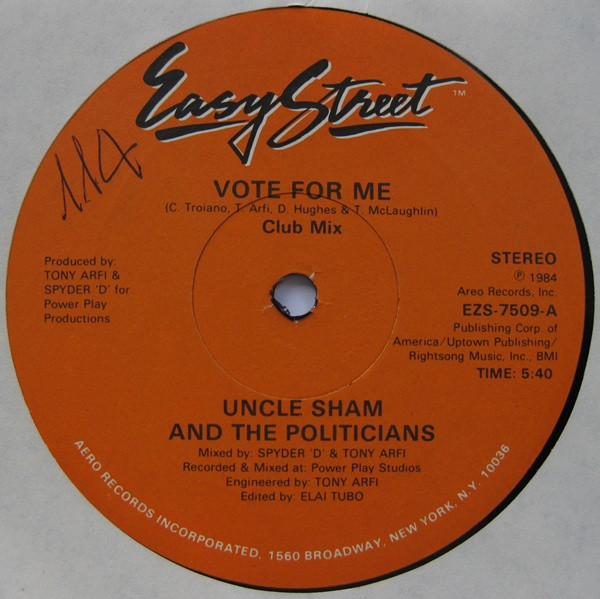 Easy Street ™
VOTE FOR ME
(C. Troiano, T. Arfi, D. Hughes & T. McLaughlin)
Club Mix
Produced by:
TONY ARFI &
SPYDER 'D' for
Power Play
Productions
STEREO
℗ 1984
Areo Records, Inc.
EZS-7509-A
Publishing Corp. of
America/Uptown Publishing/
Rightsong Music, Inc., BMI
TIME: 5:40
UNCLE SHAM
AND THE POLITICIANS
Mixed by: SPYDER 'D' & TONY ARFI
Recorded & Mixed at: Power Play Studios
Engineered by: TONY ARFI
Edited by: ELAI TUBO
AERO RECORDS INCORPORATED, 1560 BROADWAY, NEW YORK, N.Y. 10036